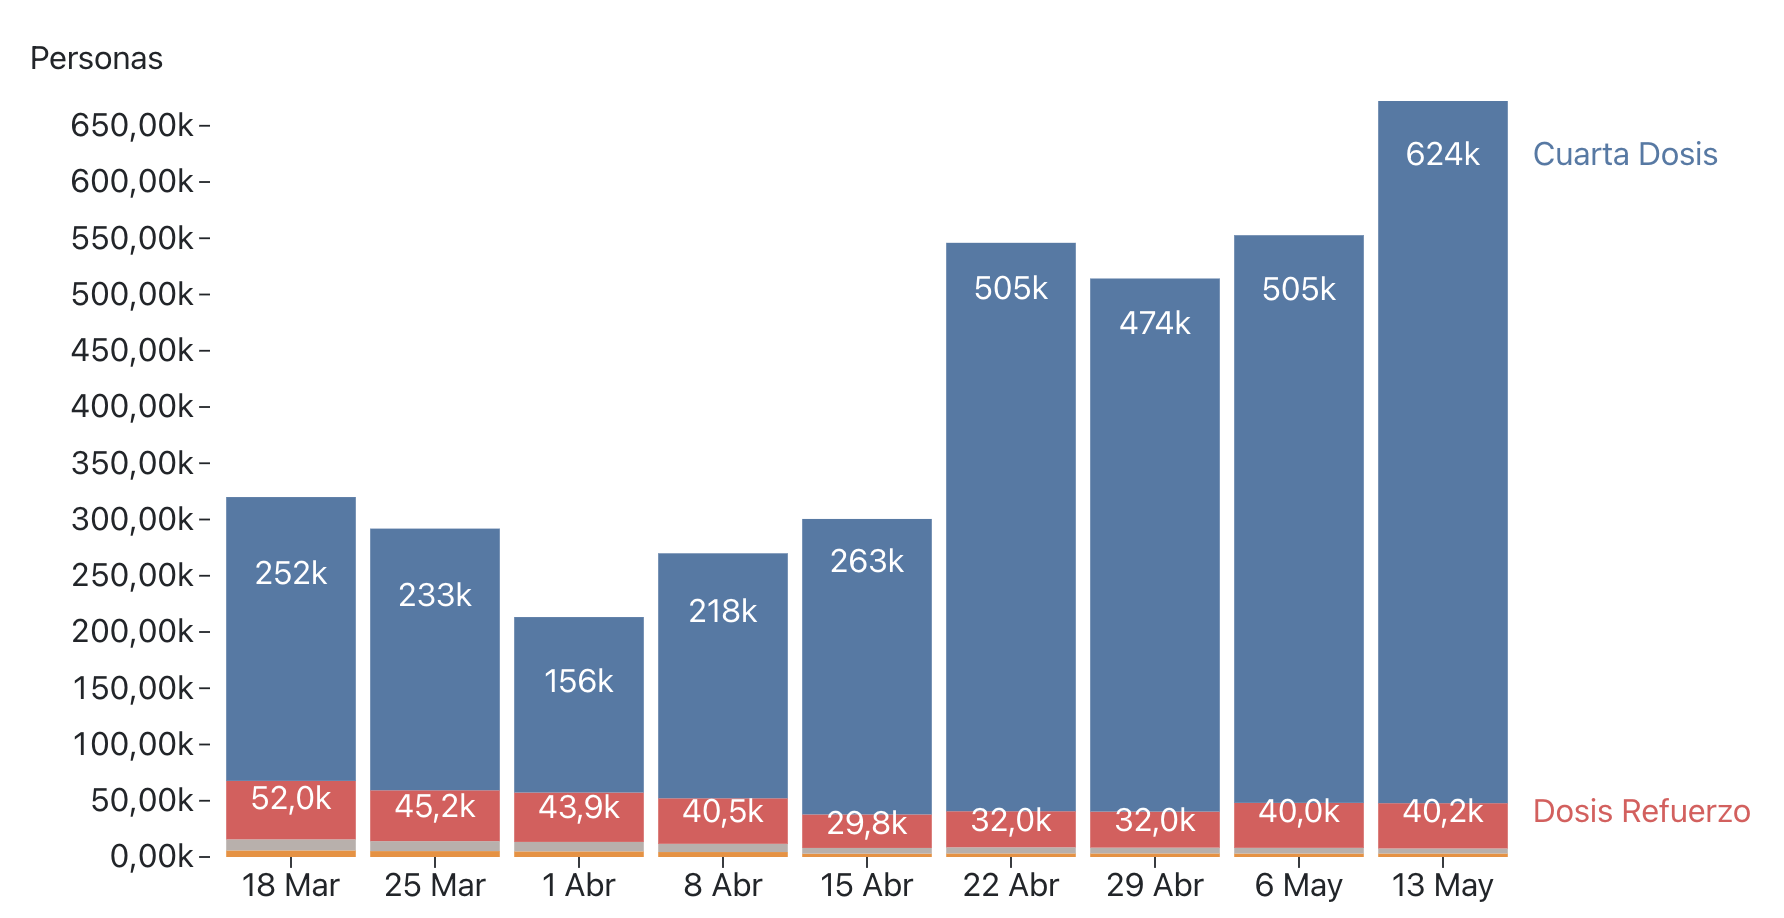 Personas
650,00k
600,00k
550,00k
500,00k
450,00k
400,00k
350,00k
300,00k
250,00k
200,00k
150,00k
100,00k
50,00k
0,00k
252k
233k
156k
218k
263k
505k
474k
505k
624k
Cuarta Dosis
52,0k
45,2k
43,9k
40,5k
29,8k
32,0k
32,0k
40,0k
40,2k
Dosis Refuerzo
18 Mar
25 Mar
1 Abr
8 Abr
15 Abr
22 Abr
29 Abr
6 May
13 May